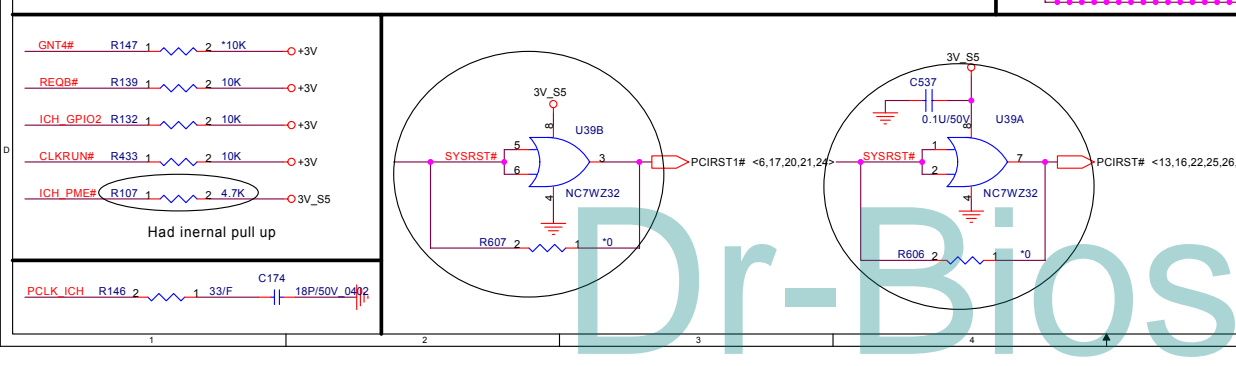 GNT4# R147 1 2 *10K +3V
REQB# R139 1 2 10K +3V
ICH_GPIO2 R132 1 2 10K +3V
CLKRUN# R433 1 2 10K +3V
ICH_PME# R107 1 2 4.7K 3V_S5
Had inernal pull up
PCLK_ICH R146 2 1 33/F C174 18P/50V_0402
D
3V_S5
8
U39B
SYSRST# 5 6 3 PCIRST1# <6,17,20,21,24>
4
NC7WZ32
R607 2 1 *0
3V_S5
C537
0.1U/50V 8 U39A
SYSRST# 1 2 7 PCIRST# <13,16,22,25,26,
4
NC7WZ32
R606 2 1 *0
Dr-Bios
1 2 3 4